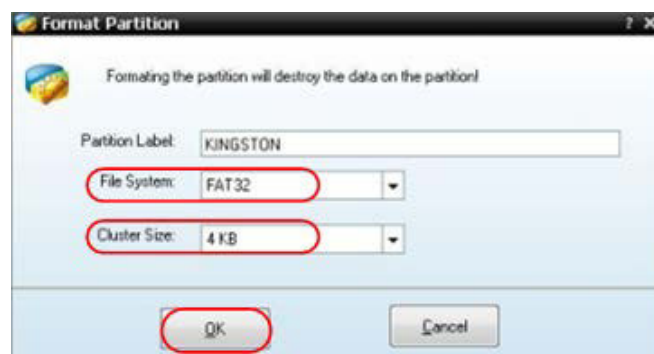 Format Partition ? X
Formating the partition will destroy the data on the partition!
Partition Label: KINGSTON
File System: FAT32
Cluster Size: 4 KB
OK Cancel